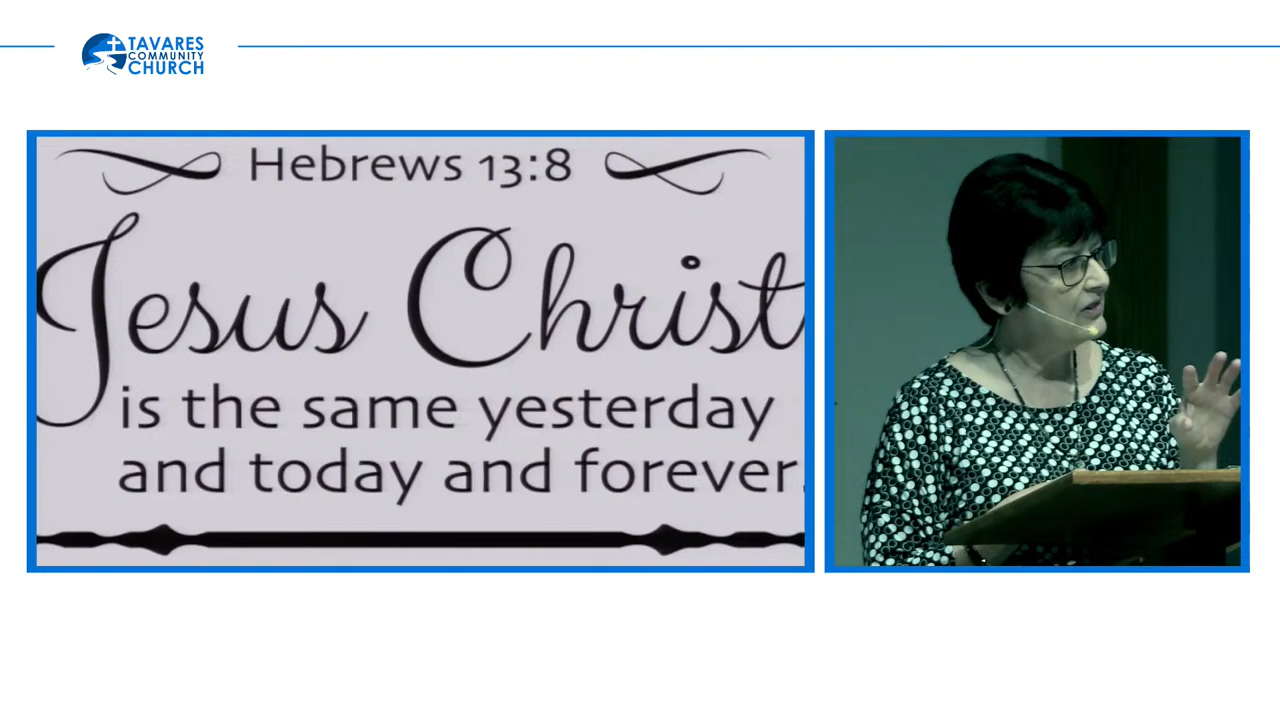 TAVARES
COMMUNITY
CHURCH
Hebrews 13:8
Jesus Christ
is the same yesterday
and today and forever.